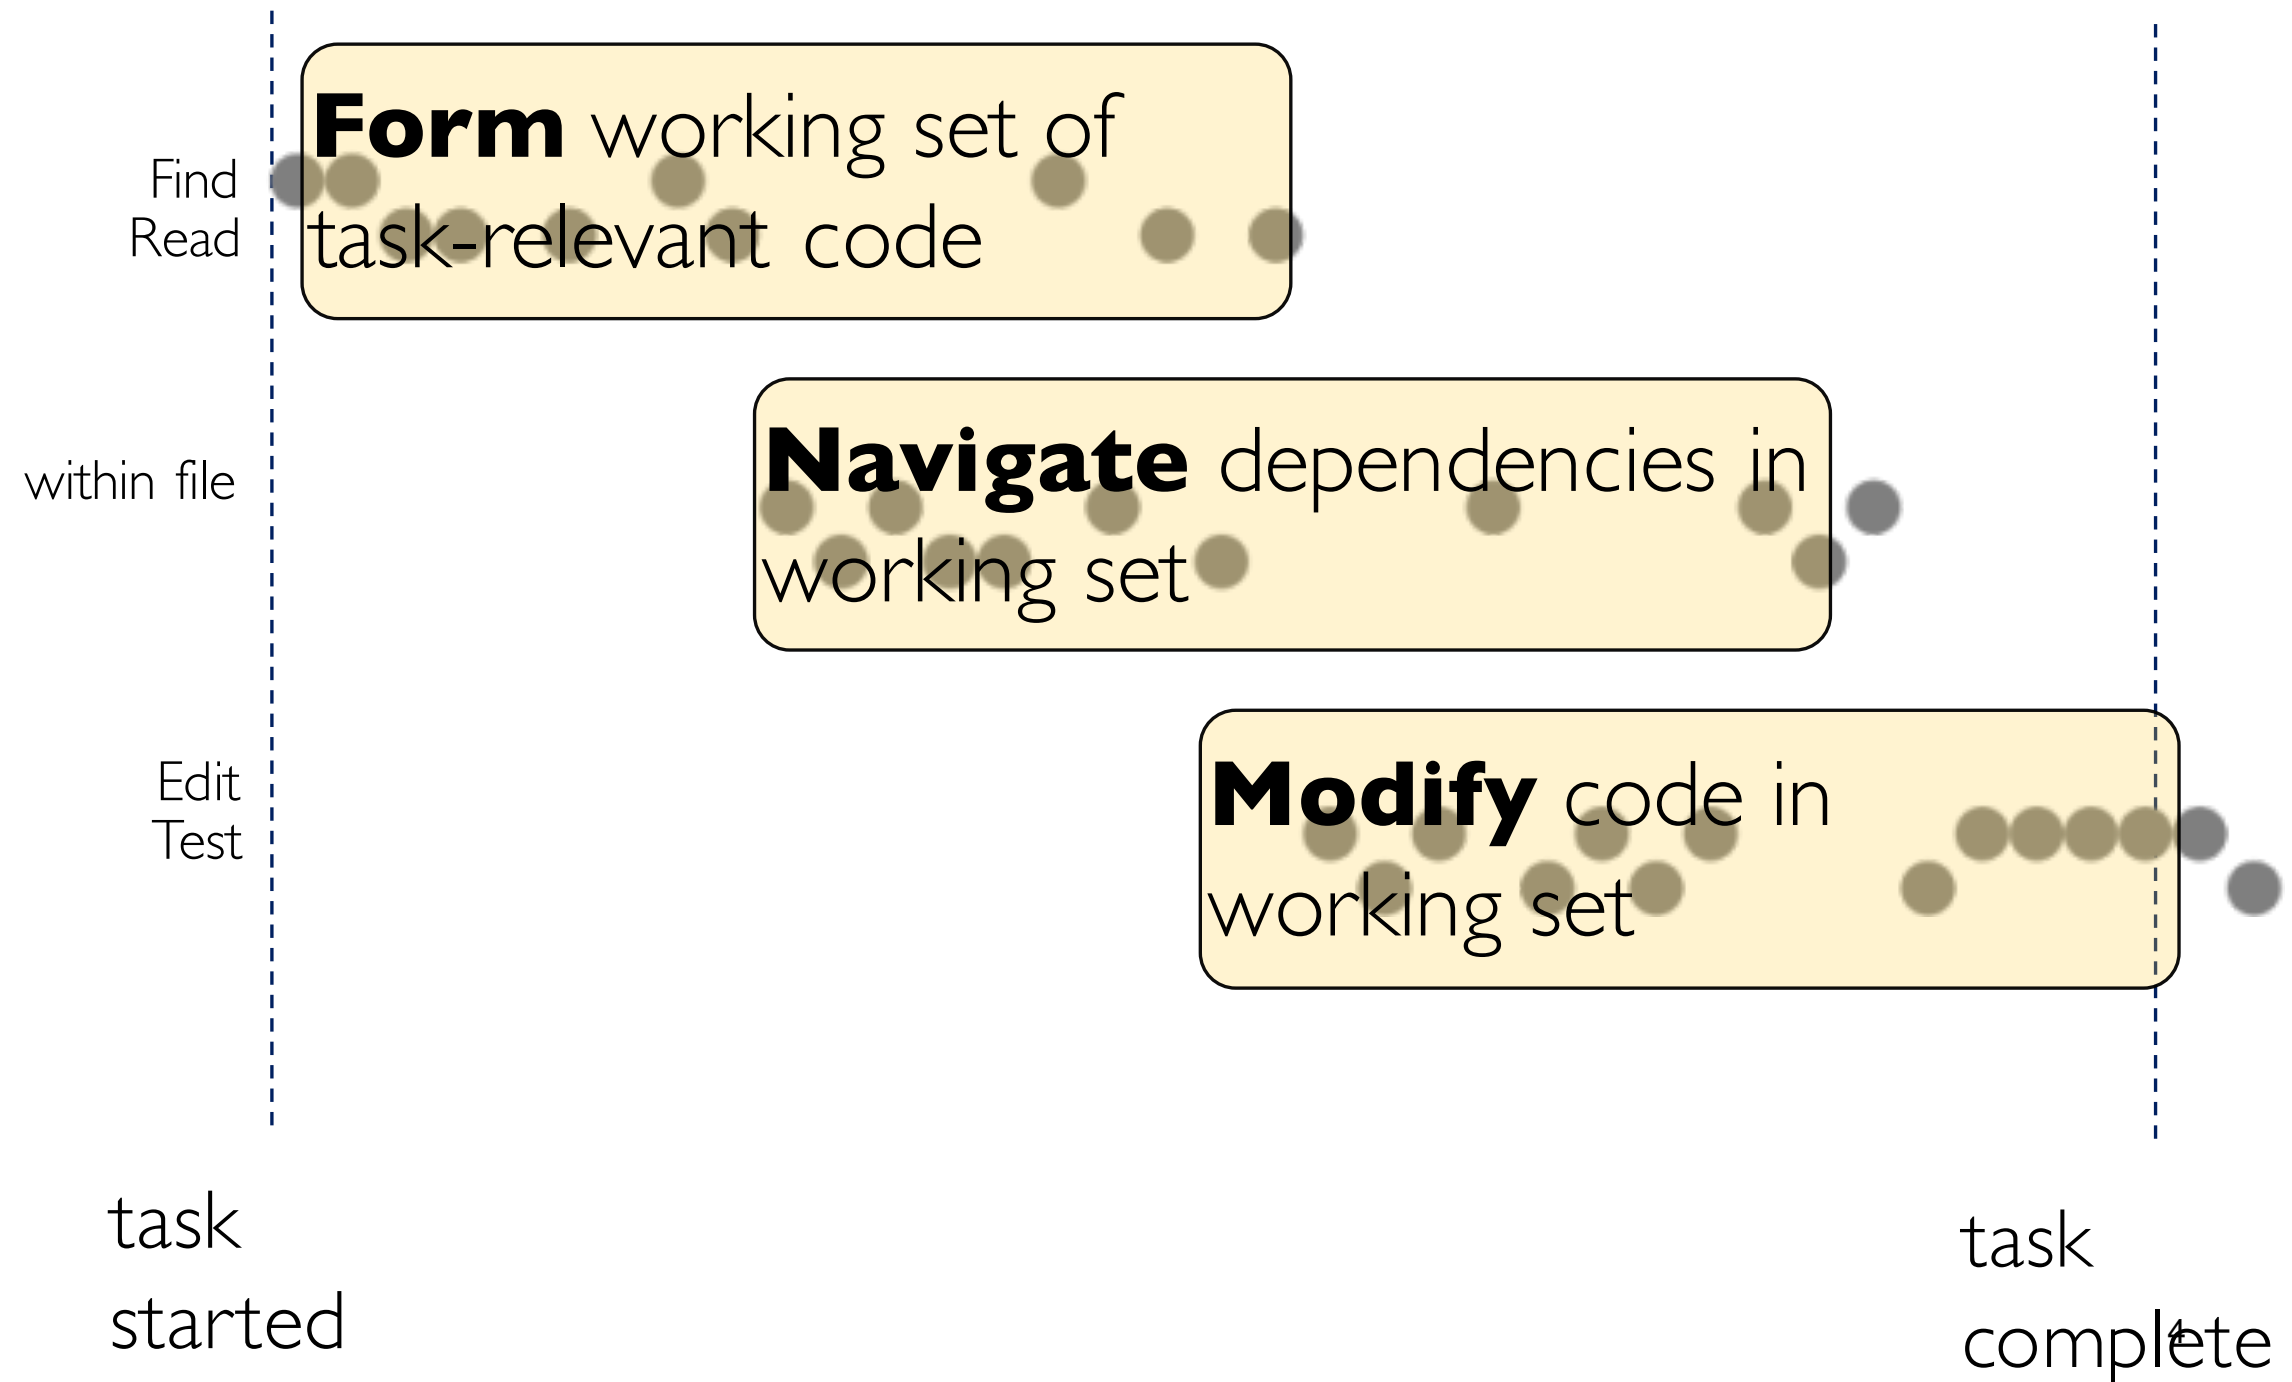 Form working set of
task-relevant code
Find
Read
Navigate dependencies in
working set
within file
Modify code in
working set
Edit
Test
task
started
task
complete
4